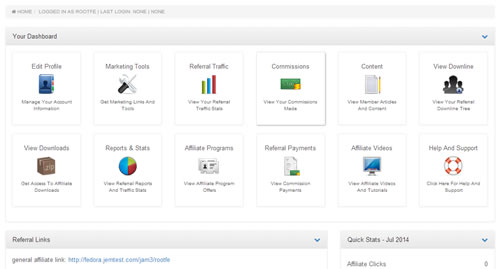 HOME / LOGGED IN AS ROOTFE | LAST LOGIN: NONE | NONE
Your Dashboard
Edit Profile
Manage Your Account
Information
Marketing Tools
Get Marketing Links And
Tools
Referral Traffic
View Your Referral
Traffic Stats
Commissions
View Your Commissions
Made
Content
View Member Articles
And Content
View Downline
View Your Referral
Downline Tree
View Downloads
Get Access To Affiliate
Downloads
Reports & Stats
View Referral Reports
And Traffic Stats
Affiliate Programs
View Affiliate Program
Offers
Referral Payments
View Commission
Payments
Affiliate Videos
View Affiliate Videos
And Tutorials
Help And Support
Click Here For Help And
Support
Referral Links
general affiliate link: http://fedora.jemtest.com/jam3/rootfe
Quick Stats - Jul 2014
Affiliate Clicks 0